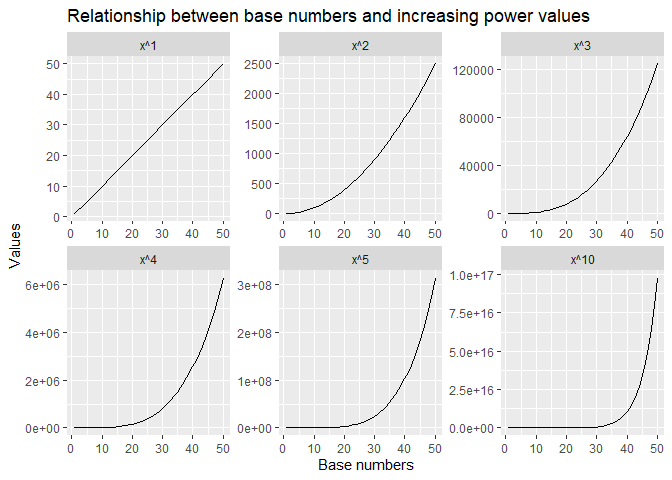 Relationship between base numbers and increasing power values
x^1 x^2 x^3
50 2500 120000
40 2000
30 1500 80000
20 1000 40000
10 500
0 0 0
0 10 20 30 40 50 0 10 20 30 40 50 0 10 20 30 40 50
Values
x^4 x^5 x^10
6e+06 3e+08 1.0e+17
4e+06 2e+08 7.5e+16
5.0e+16
2e+06 1e+08 2.5e+16
0e+00 0e+00 0.0e+00
0 10 20 30 40 50 0 10 20 30 40 50 0 10 20 30 40 50
Base numbers